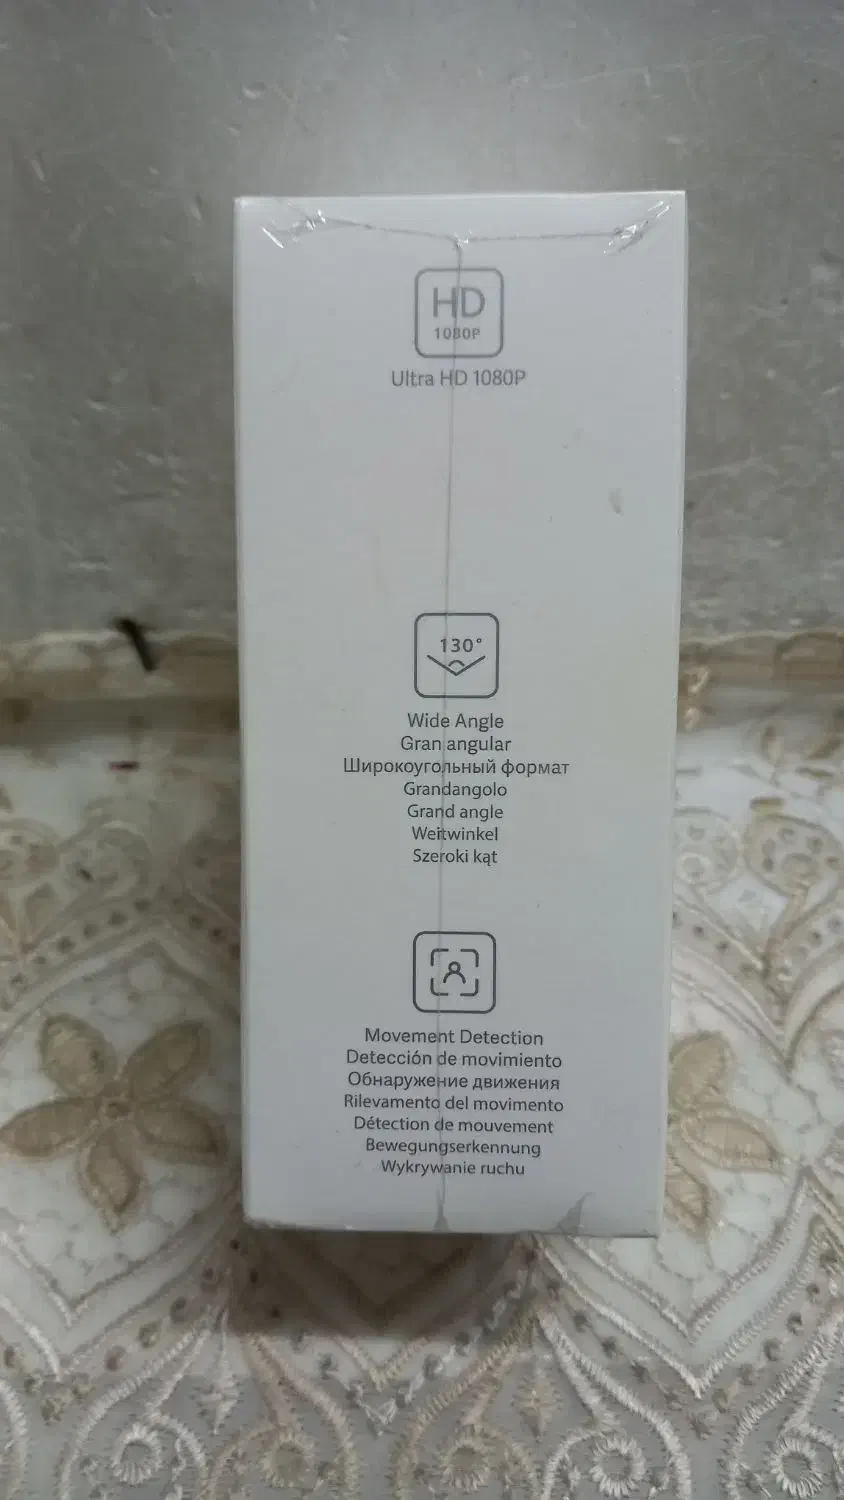 HD
1080P
Ultra HD 1080P
130°
Wide Angle
Gran angular
Широкоугольный формат
Grandangolo
Grand angle
Weitwinkel
Szeroki kąt
Movement Detection
Detección de movimiento
Обнаружение движения
Rilevamento del movimento
Détection de mouvement
Bewegungserkennung
Wykrywanie ruchu